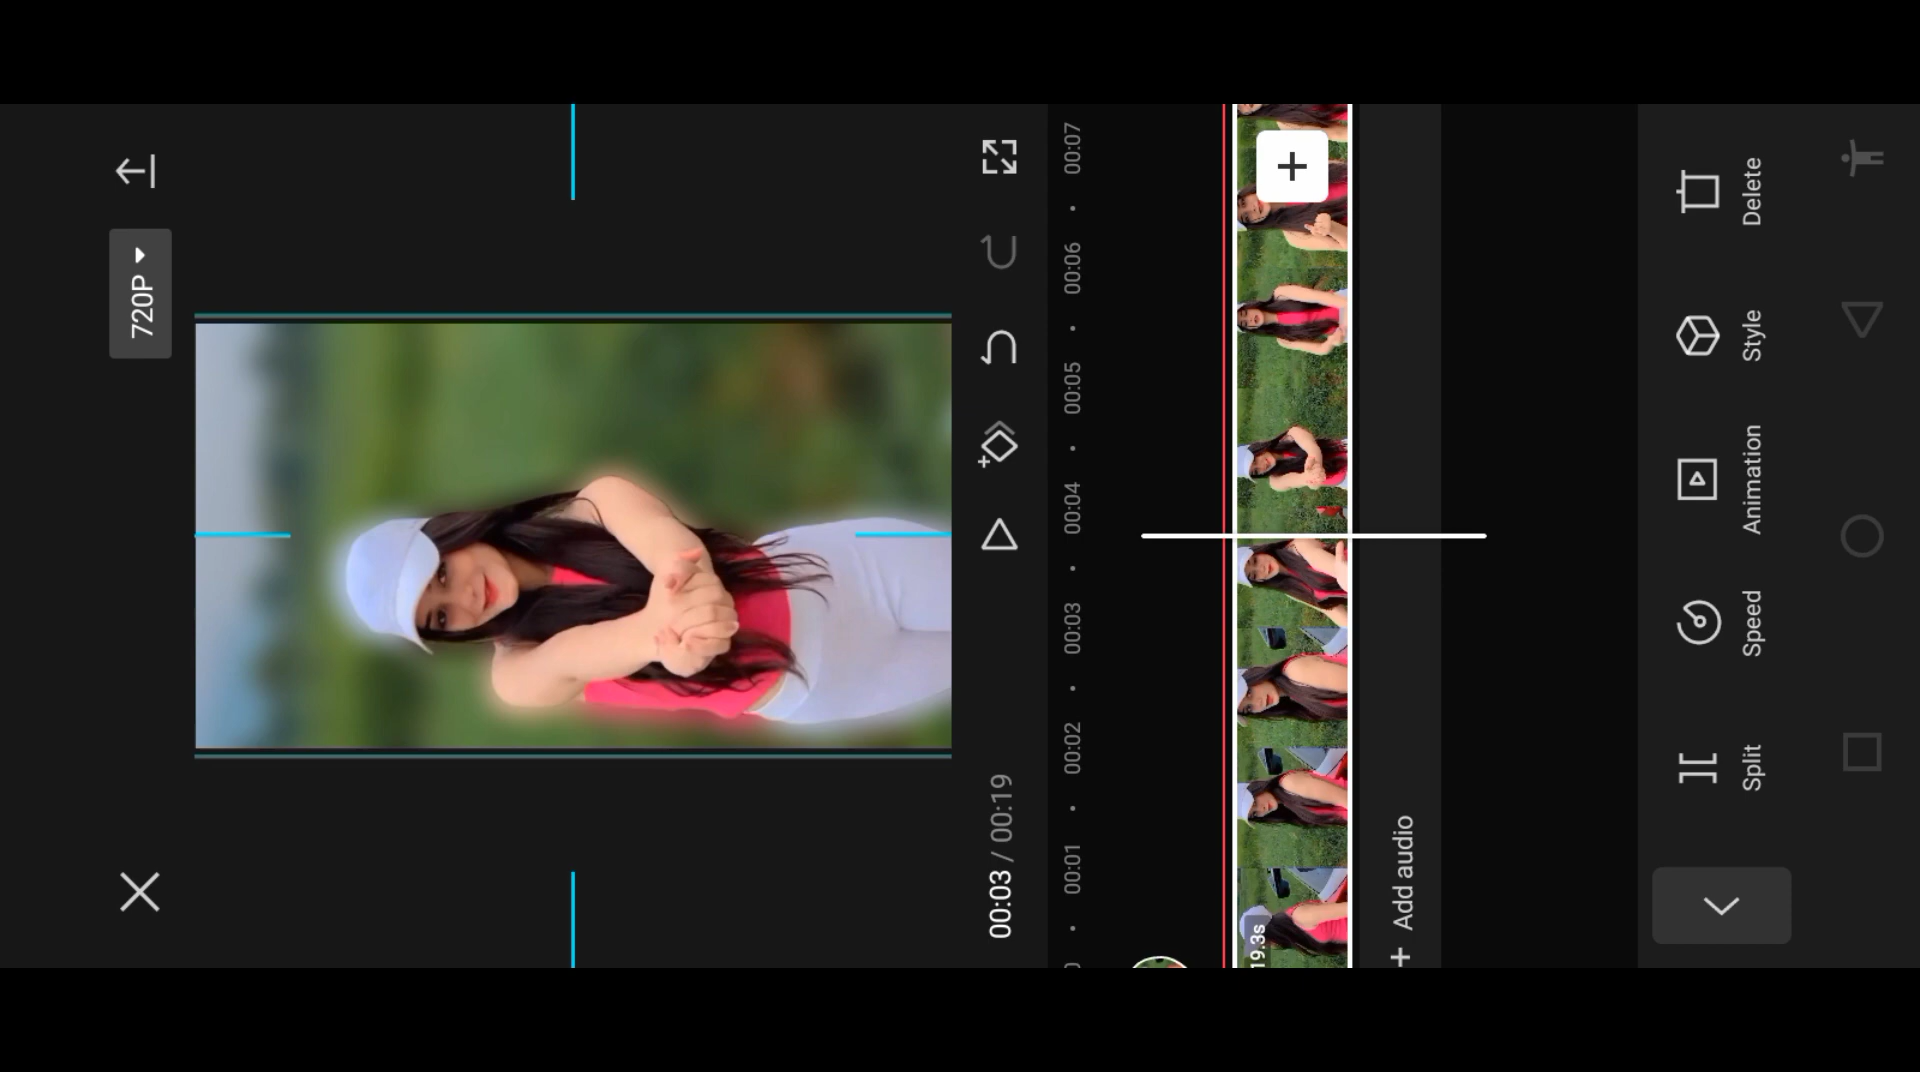 720P
00:03 / 00:19
00:01 00:02 00:03 00:04 00:05 00:06 00:07
19.3s
+ Add audio
Split Speed Animation Style Delete